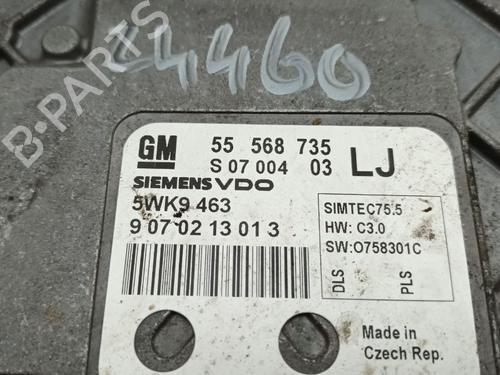 44460
B-PARTS
GM 55 568 735 LJ
S 07 004 03
SIEMENS VDO
5WK9 463
9 07 02 13 01 3
SIMTEC75.5
HW: C3.0
SW:O758301C
DLS
PLS
Made in
Czech Rep.